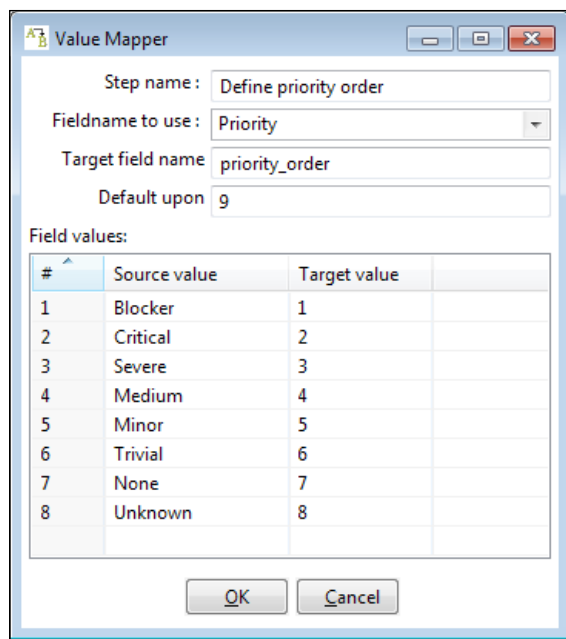 Value Mapper
Step name : Define priority order
Fieldname to use : Priority
Target field name priority_order
Default upon 9
Field values:
# Source value Target value
1 Blocker 1
2 Critical 2
3 Severe 3
4 Medium 4
5 Minor 5
6 Trivial 6
7 None 7
8 Unknown 8
OK Cancel